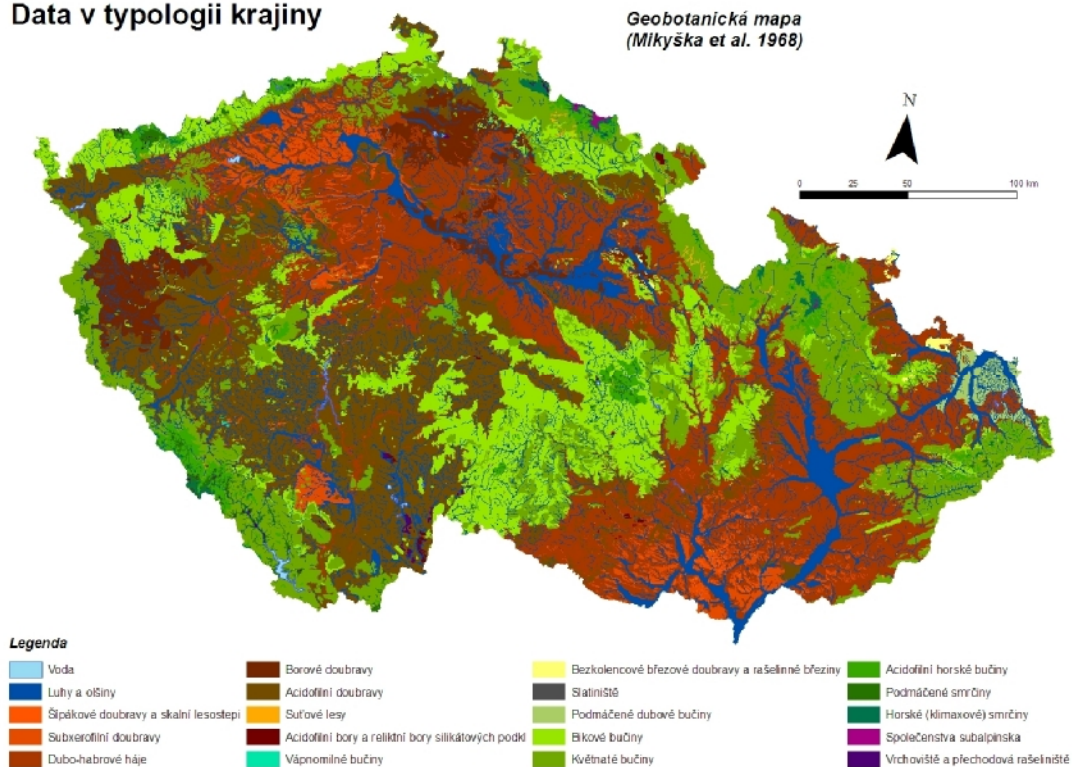 Data v typologii krajiny
Geobotanická mapa
(Mikyška et al. 1968)
N
0 25 50 100 km
Legenda
Voda
Luhy a olšiny
Šipákové doubravy a skalní lesostepi
Subxerofilní doubravy
Dubo-habrové háje
Borové doubravy
Acidofilní doubravy
Suťové lesy
Acidofilní bory a reliktní bory silikátových podkl
Vápnomilné bučiny
Bezkolencové březové doubravy a rašelinné březiny
Slatiniště
Podmáčené dubové bučiny
Bikové bučiny
Květnaté bučiny
Acidofilní horské bučiny
Podmáčené smrčiny
Horské (klimaxové) smrčiny
Společenstva subalpinska
Vrchoviště a přechodová rašeliniště